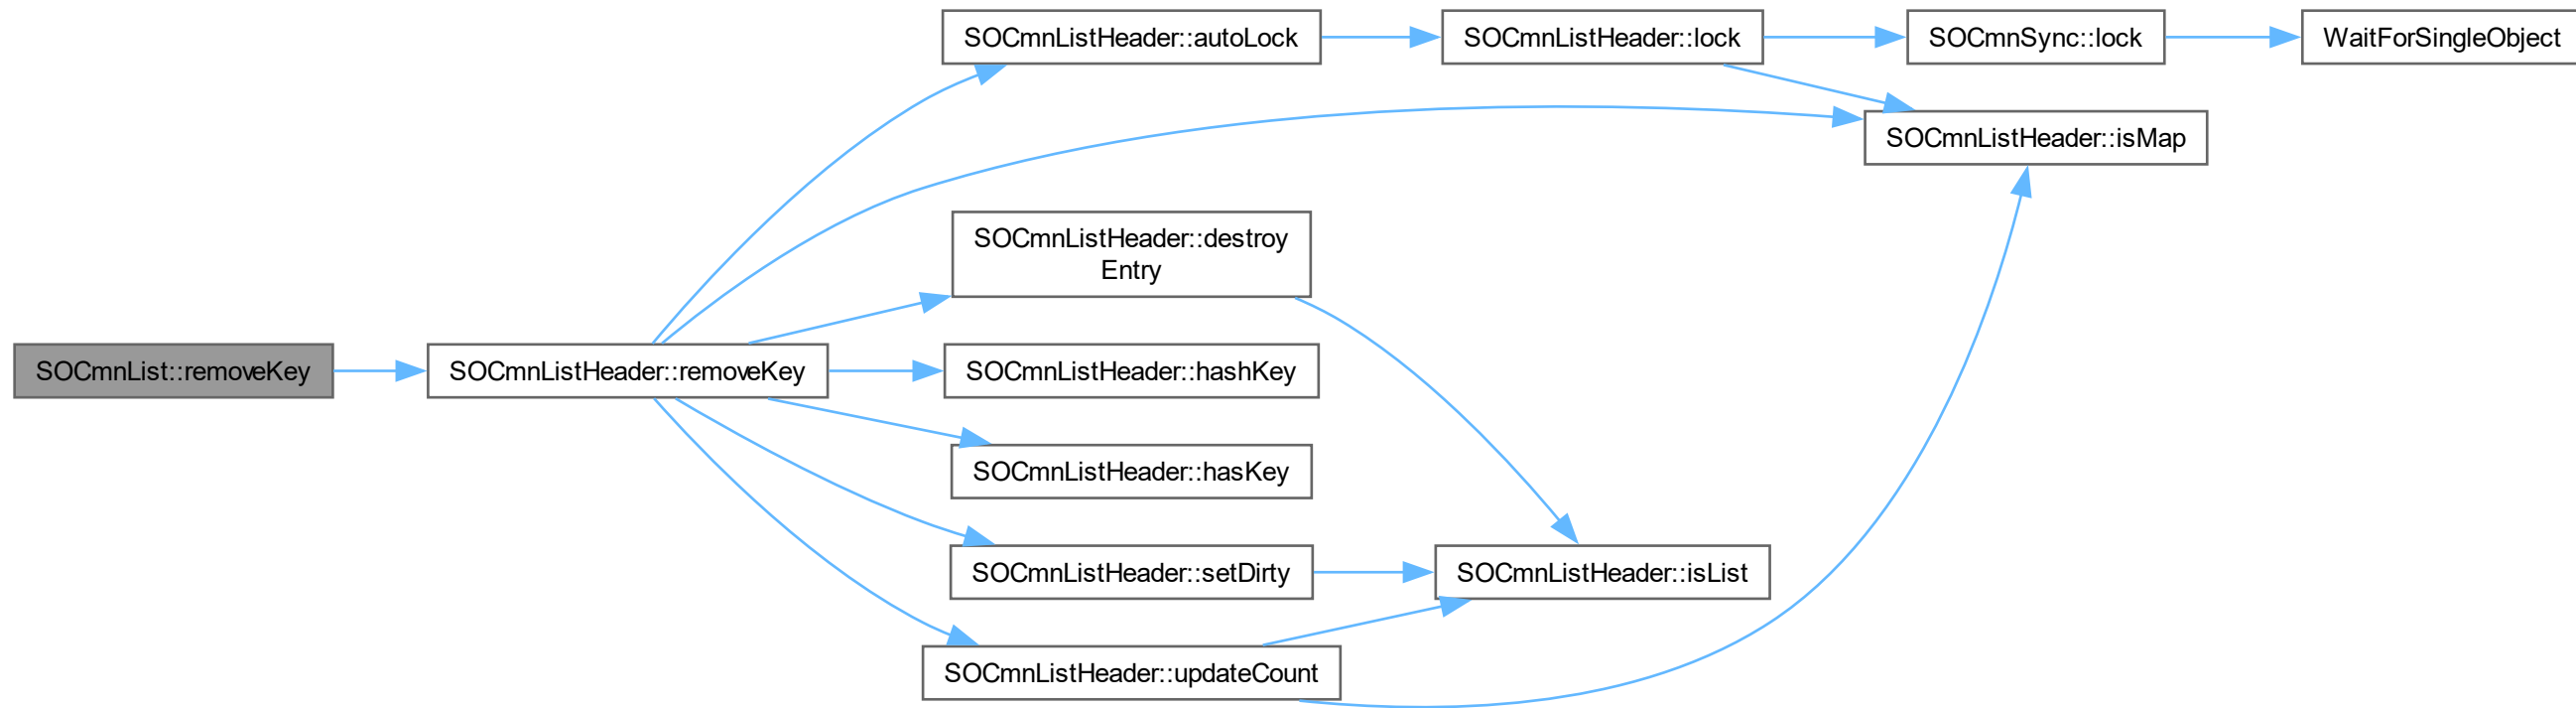 SOCmnList::removeKey
SOCmnListHeader::removeKey
SOCmnListHeader::autoLock
SOCmnListHeader::lock
SOCmnSync::lock
WaitForSingleObject
SOCmnListHeader::isMap
SOCmnListHeader::destroy
Entry
SOCmnListHeader::hashKey
SOCmnListHeader::hasKey
SOCmnListHeader::setDirty
SOCmnListHeader::isList
SOCmnListHeader::updateCount